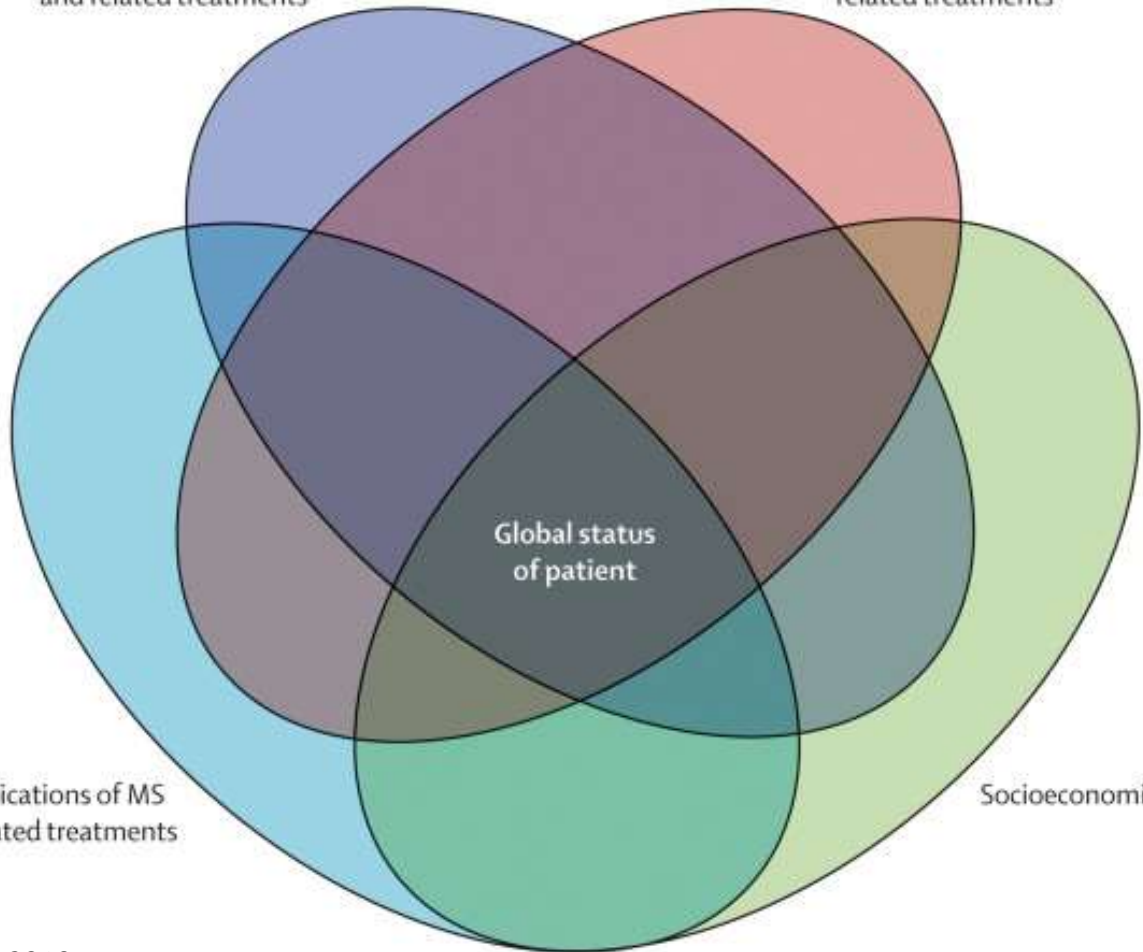 and related treatments
related treatments
Global status
of patient
ications of MS
ated treatments
Socioeconomi